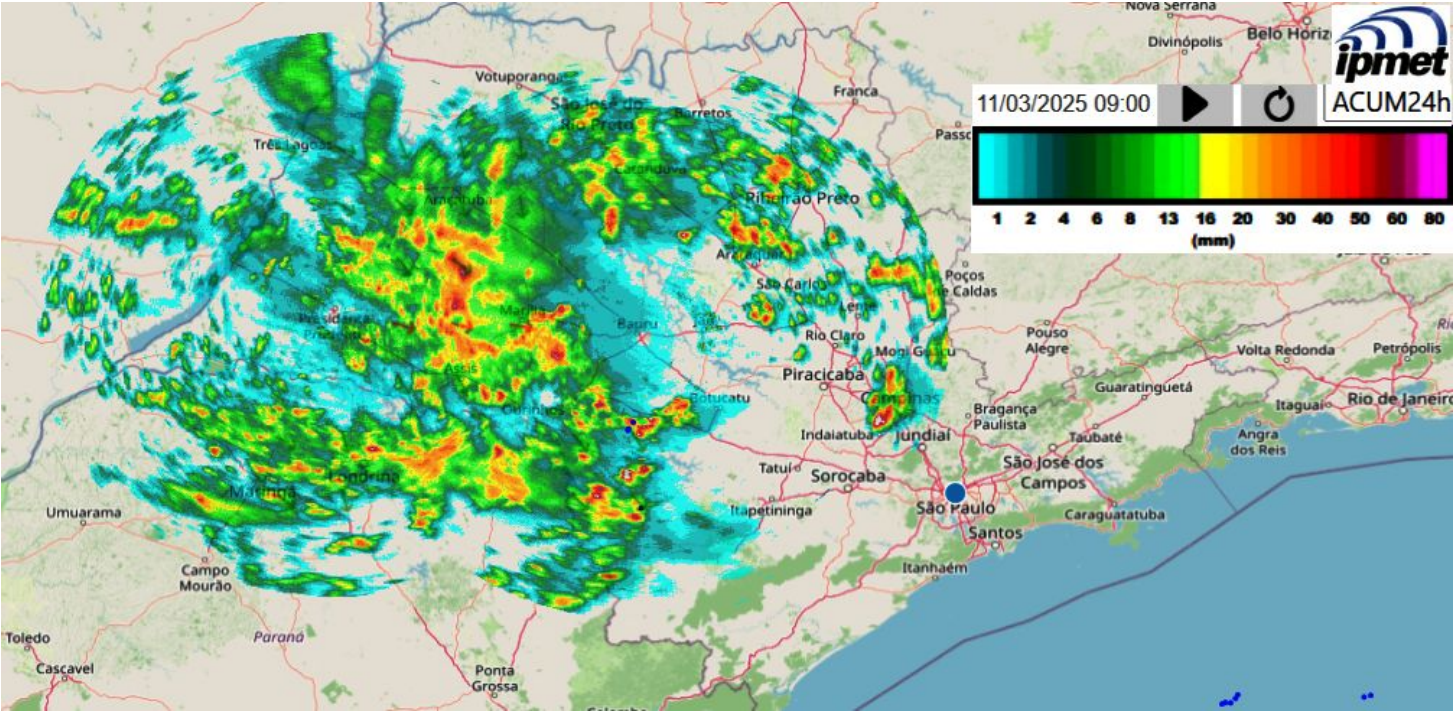 Nova Serrana
Belo Horiz
Divinópolis
ipmet
Votuporanga
Franca
11/03/2025 09:00
ACUM24h
São José do
Rio Preto
Barretos
Passo
Três Lagoas
Catanduva
Araçatuba
Ribeirão Preto
1 2 4 6 8 13 16 20 30 40 50 60 80
(mm)
Araraquara
Poços
de Caldas
São Carlos
Leme
Presidente
Prudente
Marília
Bauru
Rio Claro
Pouso
Alegre
Mogi Guaçu
Volta Redonda
Petrópolis
Ri
Assis
Piracicaba
Guaratinguetá
Campinas
Botucatu
Ourinhos
Itaguaí
Rio de Janeiro
Bragança
Paulista
Indaiatuba
Jundiaí
Taubaté
Angra
dos Reis
Londrina
Tatuí
Sorocaba
São José dos
Campos
Maringá
Umuarama
Itapetininga
São Paulo
Caraguatatuba
Santos
Campo
Mourão
Itanhaém
Toledo
Paraná
Cascavel
Ponta
Grossa